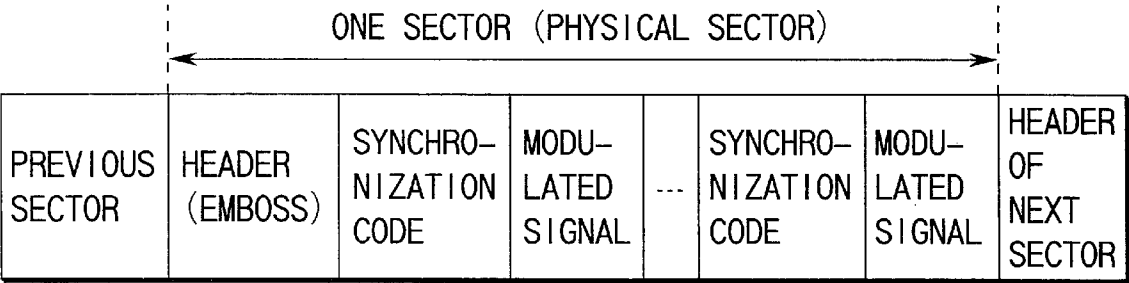 ONE SECTOR (PHYSICAL SECTOR)
PREVIOUS
SECTOR
HEADER
(EMBOSS)
SYNCHRO-
NIZATION
CODE
MODU-
LATED
SIGNAL
---
SYNCHRO-
NIZATION
CODE
MODU-
LATED
SIGNAL
HEADER
OF
NEXT
SECTOR